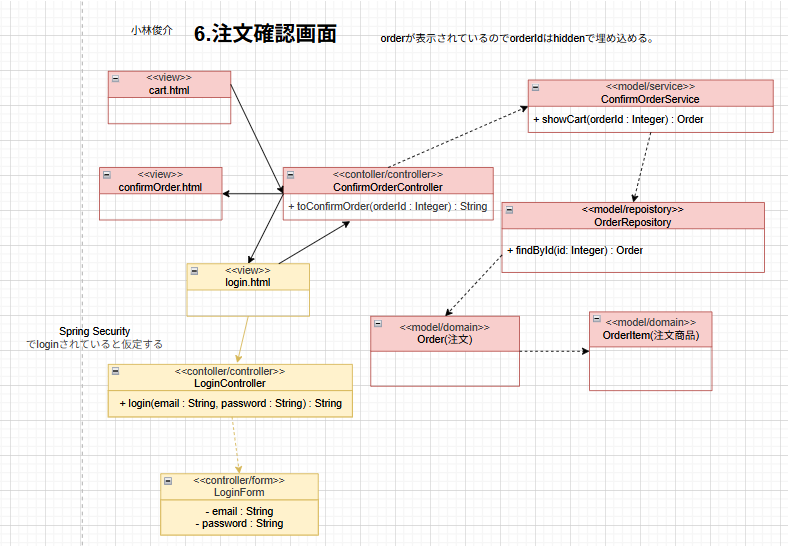 小林俊介
6.注文確認画面
orderが表示されているのでorderIdはhiddenで埋め込める。
<<view>>
cart.html
<<model/service>>
ConfirmOrderService
+ showCart(orderId : Integer) : Order
<<view>>
confirmOrder.html
<<contoller/controller>>
ConfirmOrderController
+ toConfirmOrder(orderId : Integer) : String
<<model/repoistory>>
OrderRepository
+ findById(id: Integer) : Order
<<view>>
login.html
Spring Security
でloginされていると仮定する
<<model/domain>>
Order(注文)
<<model/domain>>
OrderItem(注文商品)
<<contoller/controller>>
LoginController
+ login(email : String, password : String) : String
<<controller/form>>
LoginForm
- email : String
- password : String